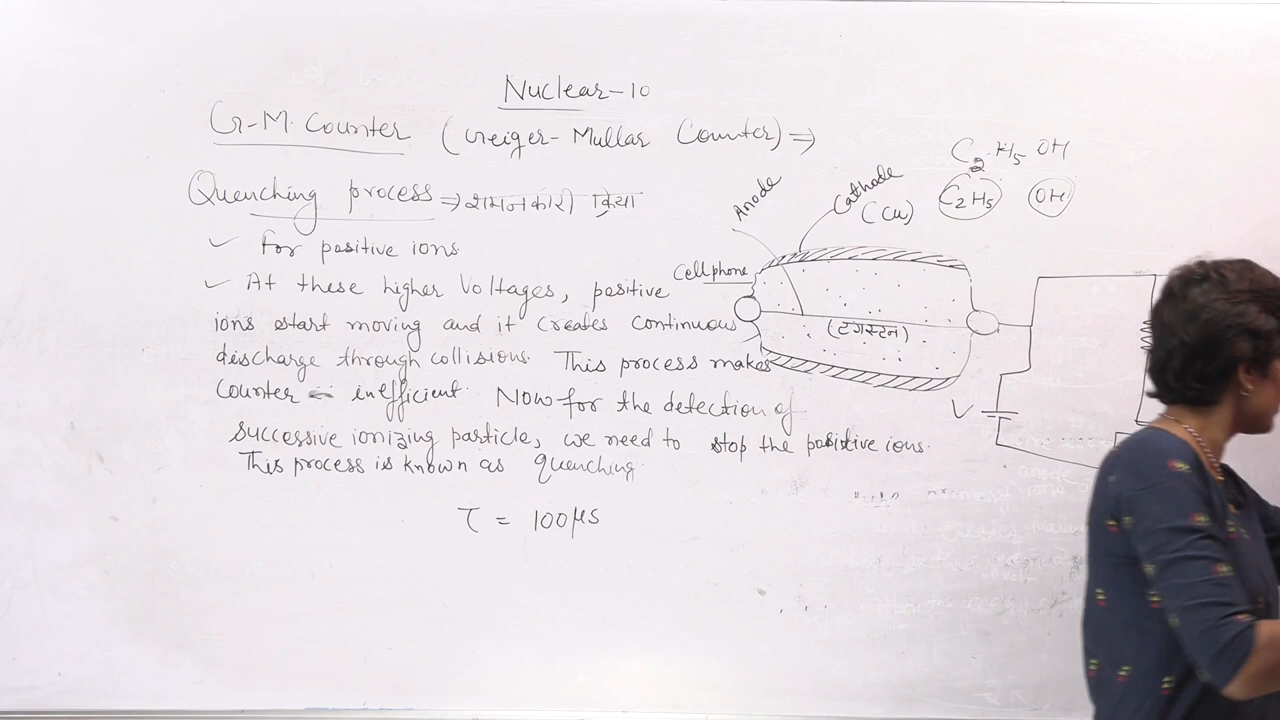 Nuclear-10
G-M. Counter (Geiger-Mullar Counter) ⇒
Quenching process ⇒ शमनकारी क्रिया
✓ For positive ions
✓ At these higher Voltages, positive
ions start moving and it creates continuous
discharge through collisions. This process makes
Counter inefficient. Now for the detection of
successive ionizing particle, we need to stop the positive ions.
This process is known as quenching.
τ = 100μs
C2 H5 OH
C2H5 OH
Anode
Cathode
(Cu)
Cellphone
(टंगस्टन)
V